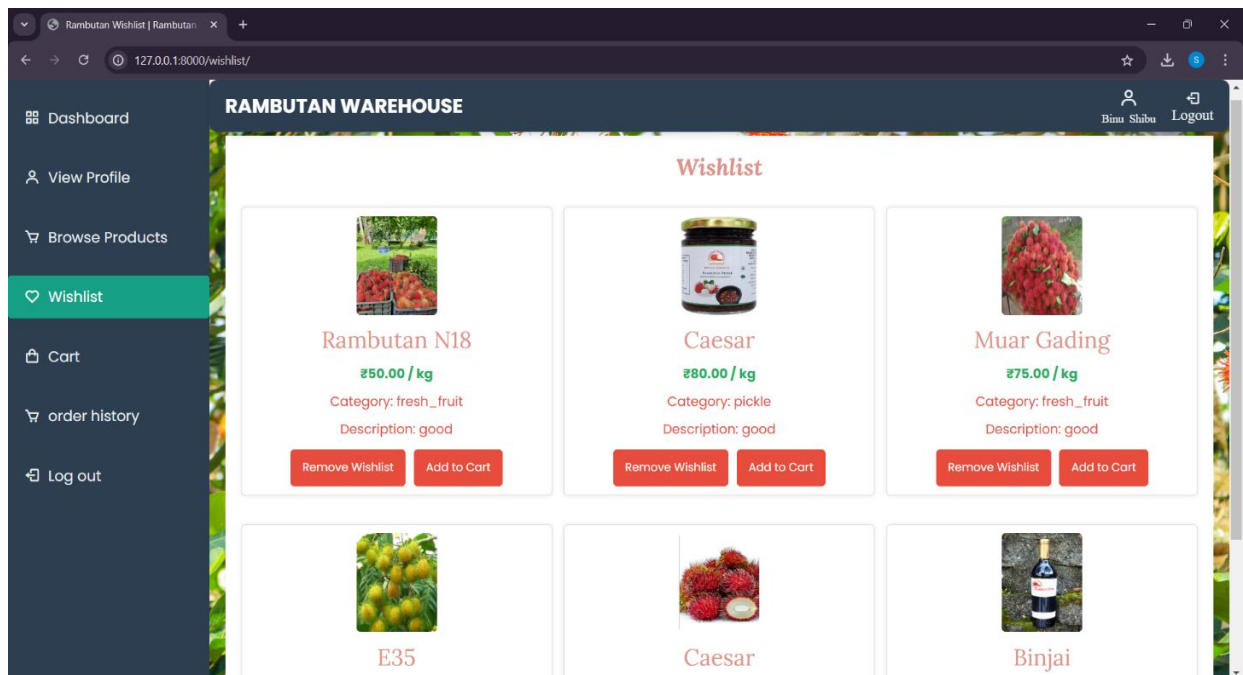 Rambutan Wishlist | Rambutan
127.0.0.1:8000/wishlist/
S
Dashboard
View Profile
Browse Products
Wishlist
Cart
order history
Log out
RAMBUTAN WAREHOUSE
Binu Shibu
Logout
Wishlist
Rambutan N18
₹50.00 / kg
Category: fresh_fruit
Description: good
Remove Wishlist Add to Cart
Caesar
₹80.00 / kg
Category: pickle
Description: good
Remove Wishlist Add to Cart
Muar Gading
₹75.00 / kg
Category: fresh_fruit
Description: good
Remove Wishlist Add to Cart
E35
Caesar
Binjai